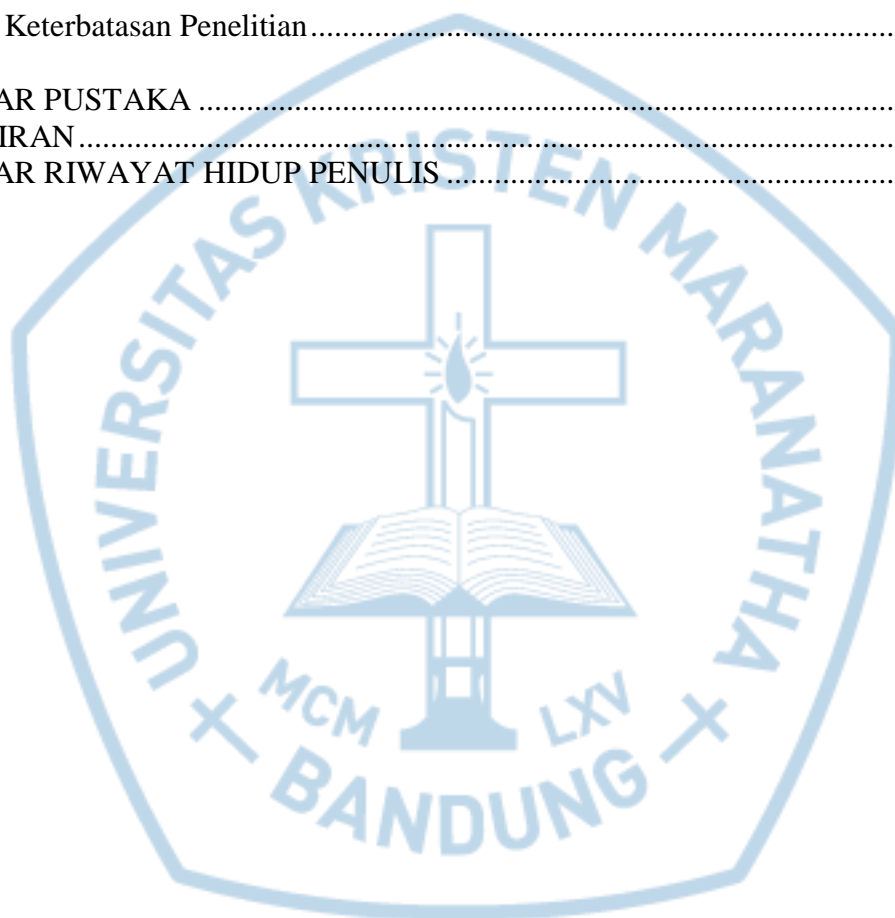 Keterbatasan Penelitian...........................................................................
AR PUSTAKA ...........................................................................
IRAN...........................................................................
AR RIWAYAT HIDUP PENULIS ...........................................................................
UNIVERSITAS KRISTEN MARANATHA
MCM LXV
BANDUNG